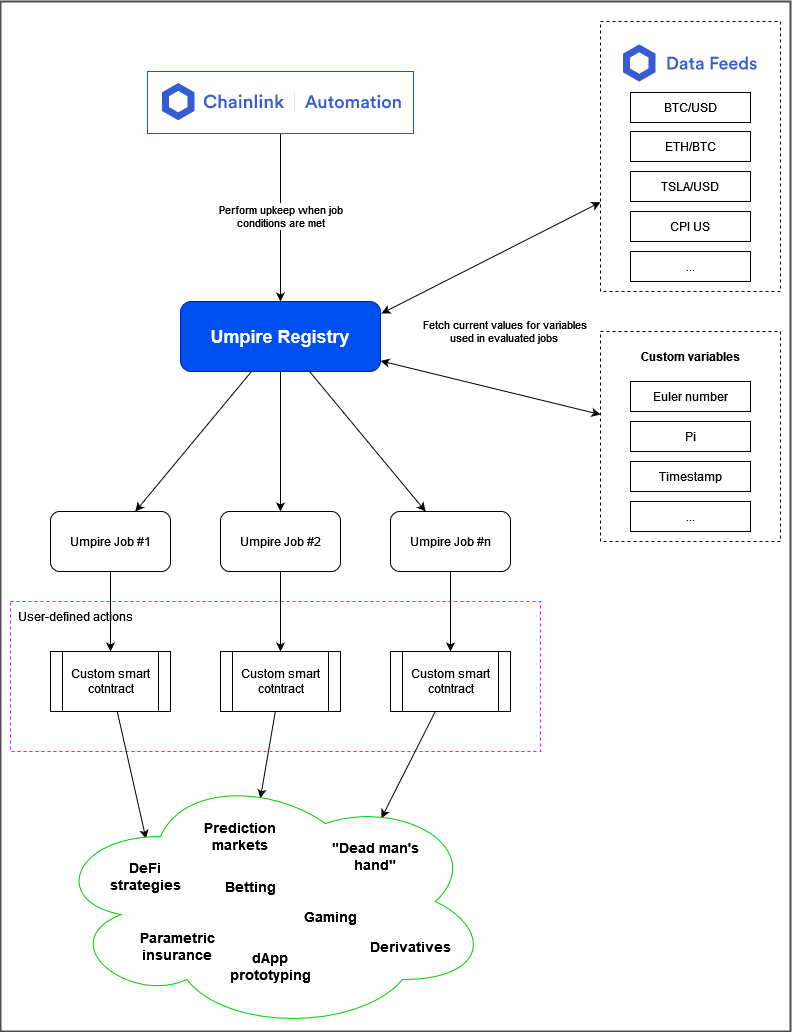 Chainlink | Automation
Data Feeds
BTC/USD
ETH/BTC
TSLA/USD
CPI US
...
Perform upkeep when job
conditions are met
Umpire Registry
Fetch current values for variables
used in evaluated jobs
Custom variables
Euler number
Pi
Timestamp
...
Umpire Job #1
Umpire Job #2
Umpire Job #n
User-defined actions
Custom smart
cotntract
Custom smart
cotntract
Custom smart
cotntract
Prediction
markets
"Dead man's
hand"
DeFi
strategies
Betting
Gaming
Parametric
insurance
dApp
prototyping
Derivatives